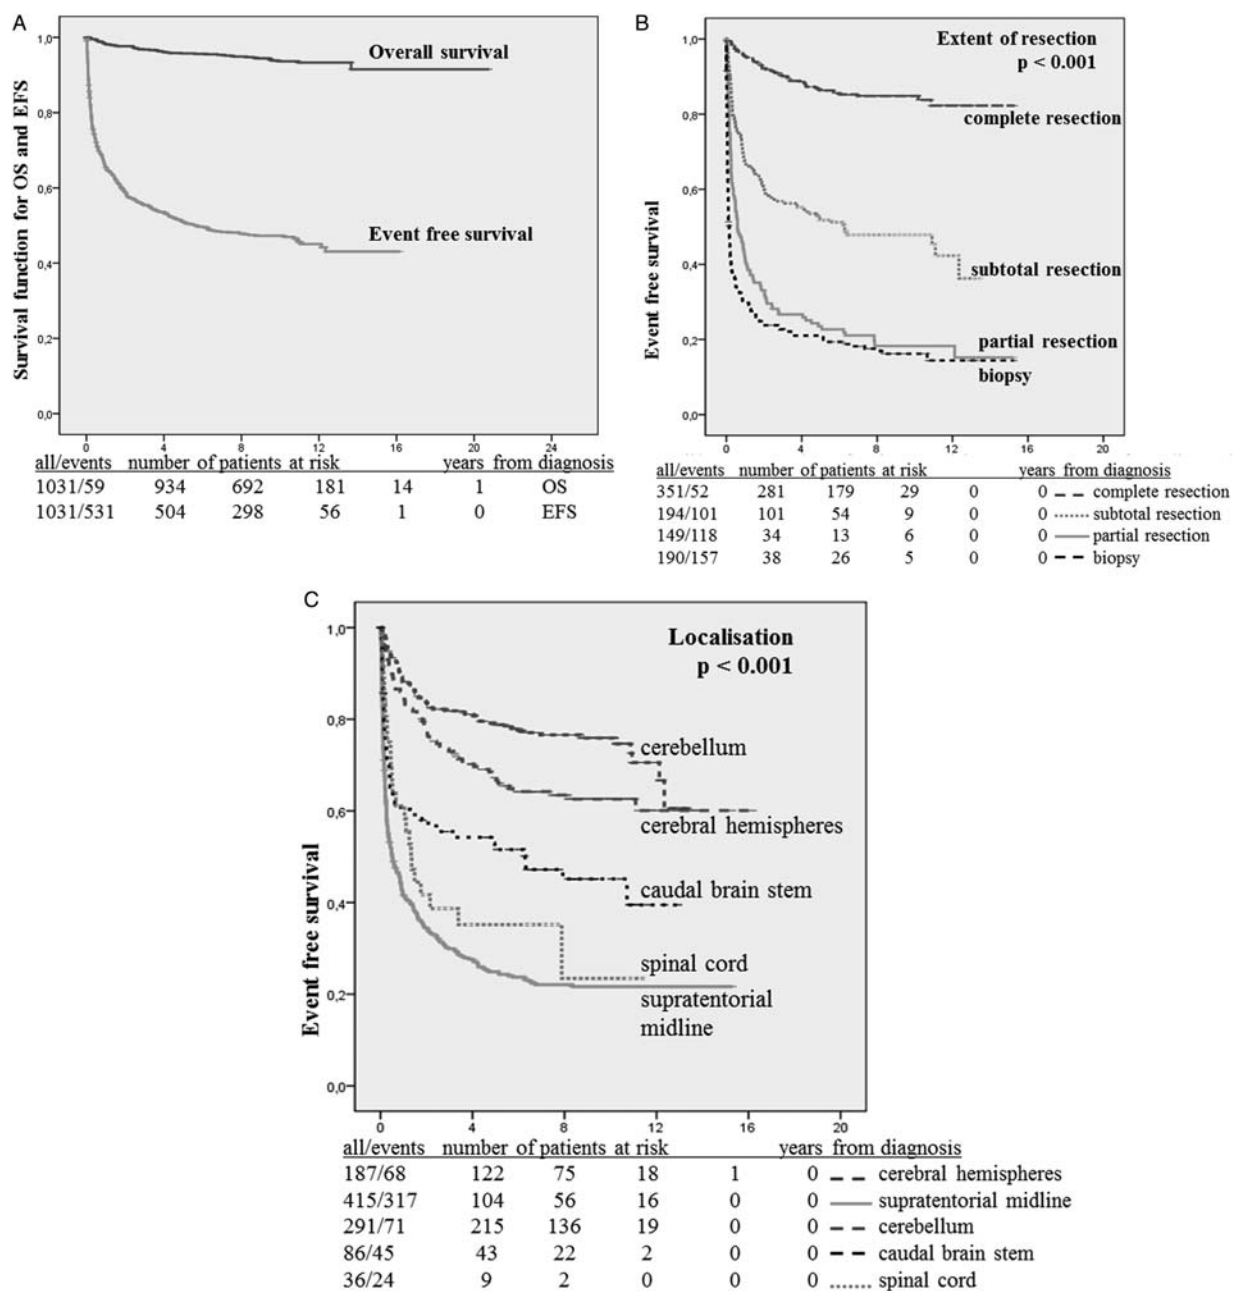 A
Survival function for OS and EFS
1,0
0,8
0,6
0,4
0,2
0,0
Overall survival
Event free survival
0 4 8 12 16 20 24
all/events number of patients at risk years from diagnosis
1031/59 934 692 181 14 1 OS
1031/531 504 298 56 1 0 EFS
B
Event free survival
1,0
0,8
0,6
0,4
0,2
0,0
Extent of resection
p < 0.001
complete resection
subtotal resection
partial resection
biopsy
0 4 8 12 16 20
all/events number of patients at risk years from diagnosis
351/52 281 179 29 0 0 complete resection
194/101 101 54 9 0 0 subtotal resection
149/118 34 13 6 0 0 partial resection
190/157 38 26 5 0 0 biopsy
C
Event free survival
1,0
0,8
0,6
0,4
0,2
0,0
Localisation
p < 0.001
cerebellum
cerebral hemispheres
caudal brain stem
spinal cord
supratentorial
midline
0 4 8 12 16 20
all/events number of patients at risk years from diagnosis
187/68 122 75 18 1 0 cerebral hemispheres
415/317 104 56 16 0 0 supratentorial midline
291/71 215 136 19 0 0 cerebellum
86/45 43 22 2 0 0 caudal brain stem
36/24 9 2 0 0 0 spinal cord